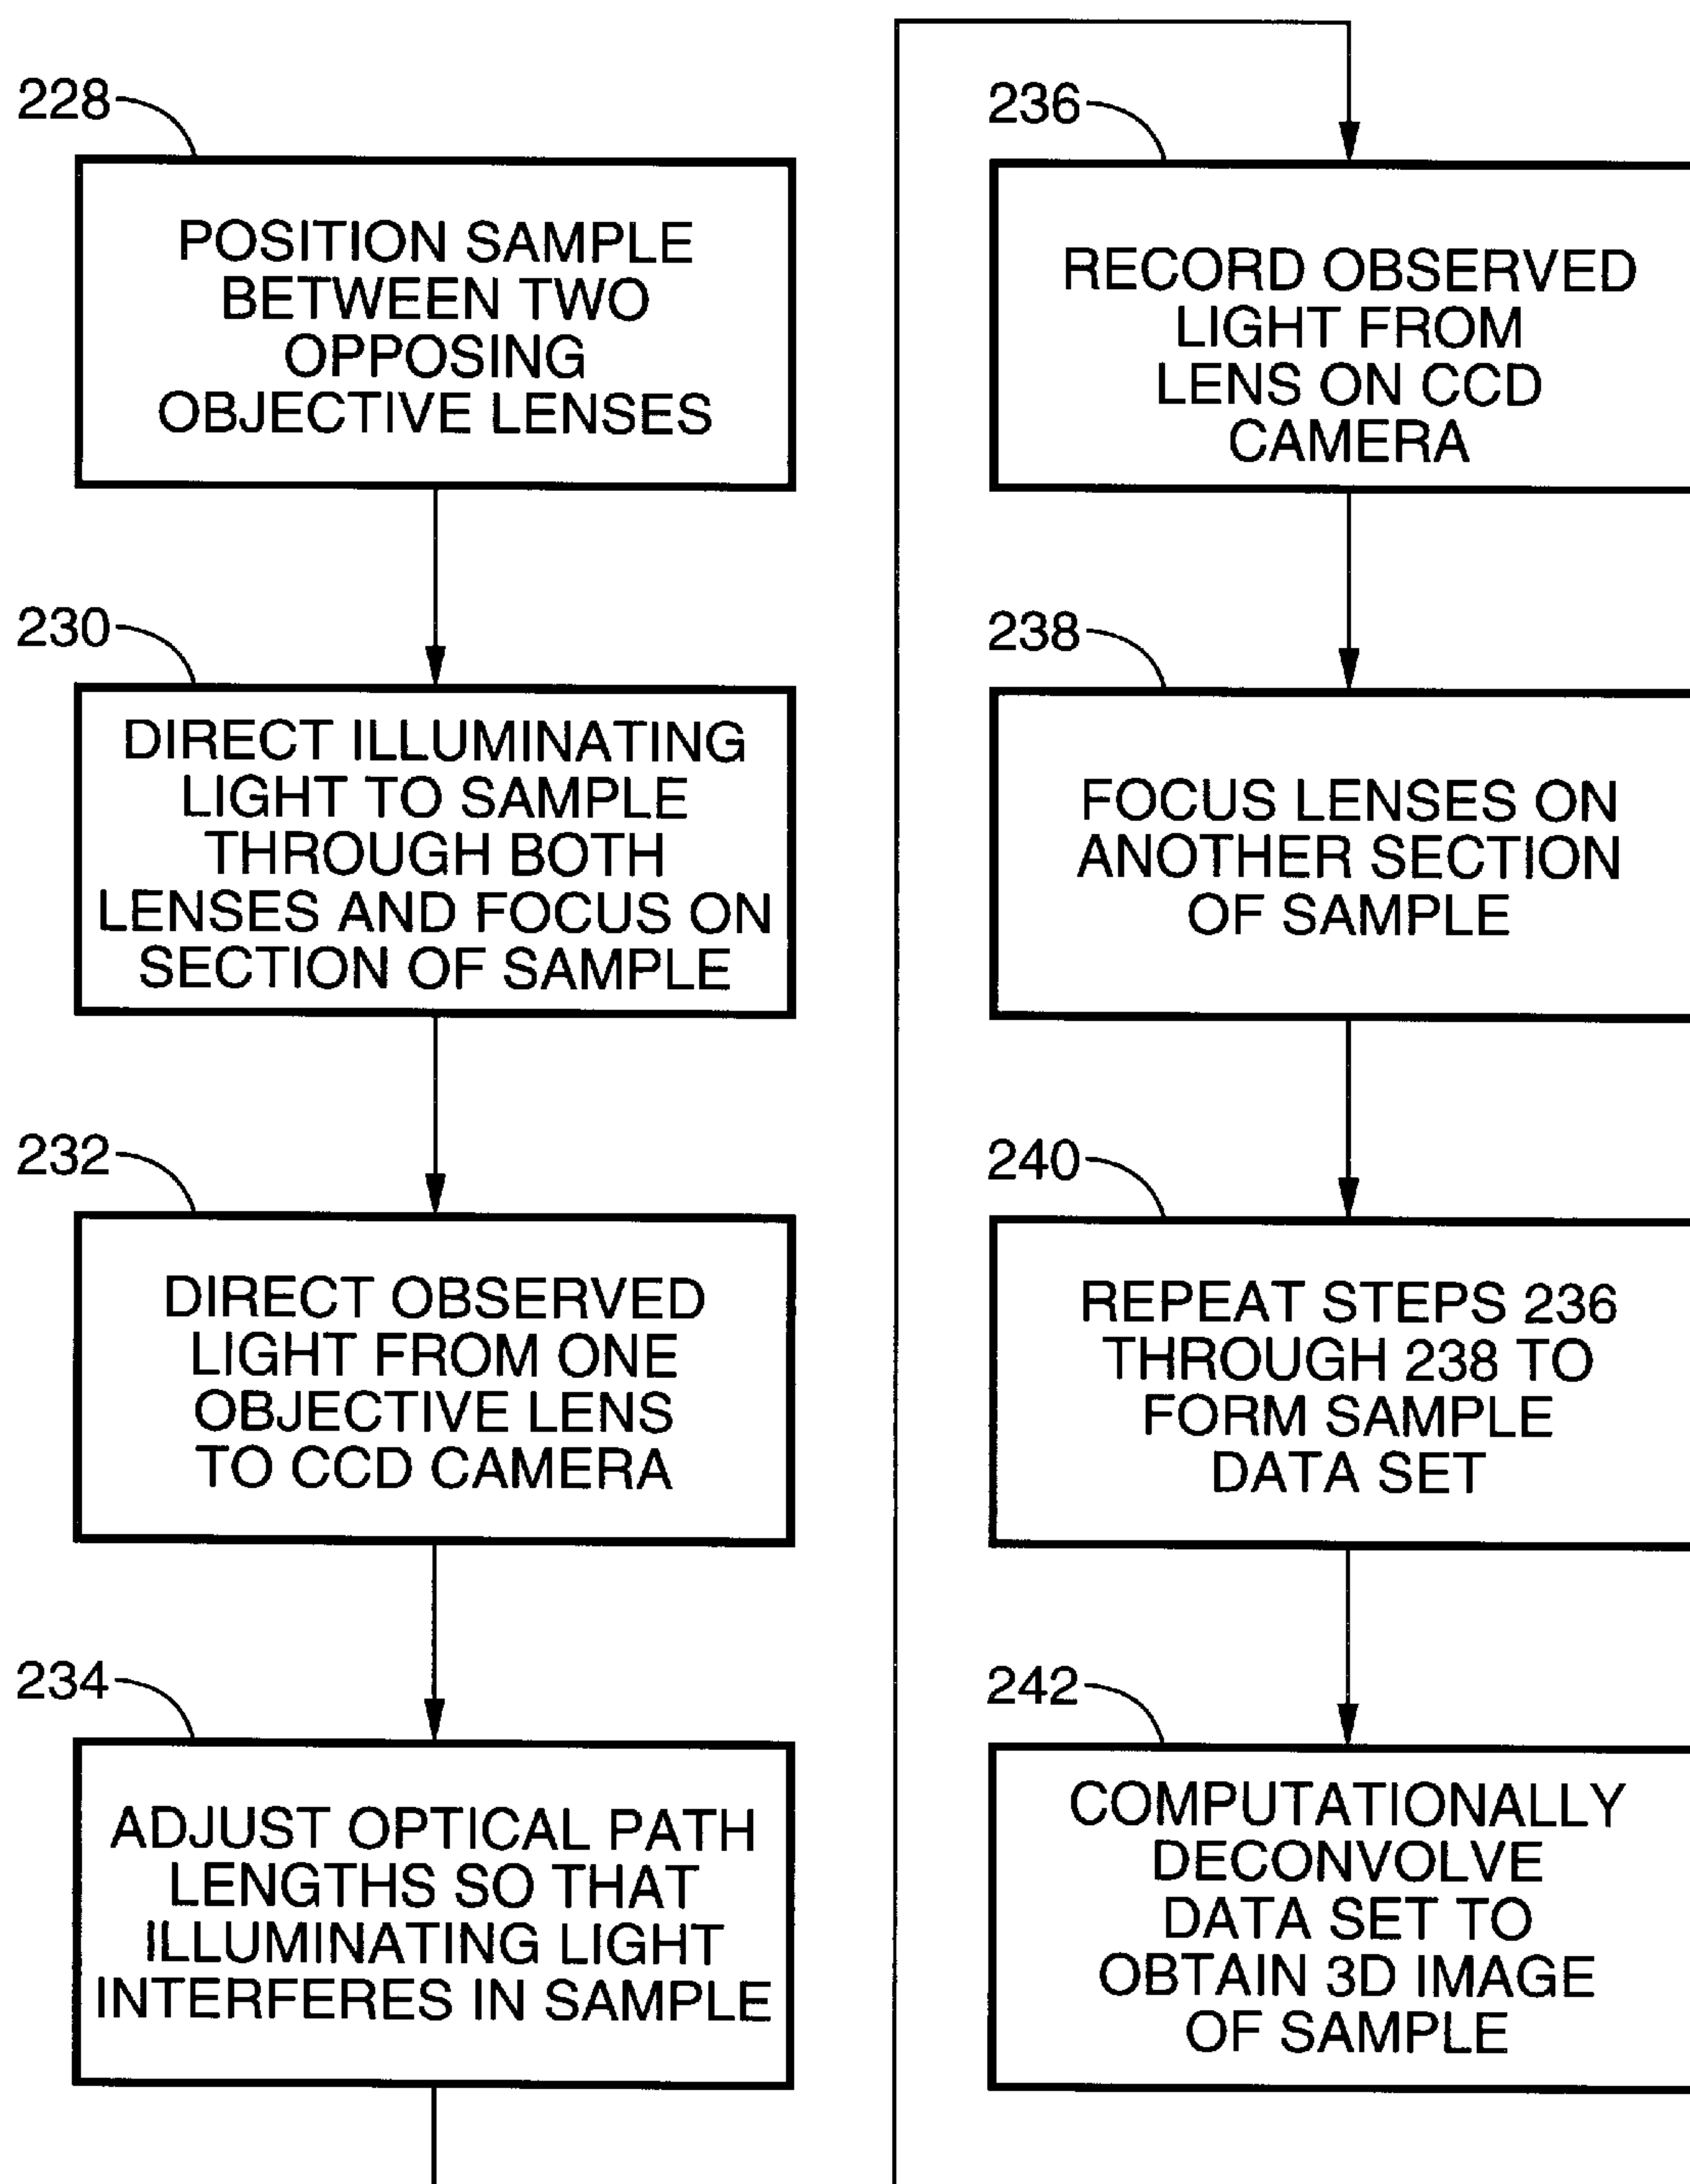 228
POSITION SAMPLE
BETWEEN TWO
OPPOSING
OBJECTIVE LENSES
230
DIRECT ILLUMINATING
LIGHT TO SAMPLE
THROUGH BOTH
LENSES AND FOCUS ON
SECTION OF SAMPLE
232
DIRECT OBSERVED
LIGHT FROM ONE
OBJECTIVE LENS
TO CCD CAMERA
234
ADJUST OPTICAL PATH
LENGTHS SO THAT
ILLUMINATING LIGHT
INTERFERES IN SAMPLE
236
RECORD OBSERVED
LIGHT FROM
LENS ON CCD
CAMERA
238
FOCUS LENSES ON
ANOTHER SECTION
OF SAMPLE
240
REPEAT STEPS 236
THROUGH 238 TO
FORM SAMPLE
DATA SET
242
COMPUTATIONALLY
DECONVOLVE
DATA SET TO
OBTAIN 3D IMAGE
OF SAMPLE